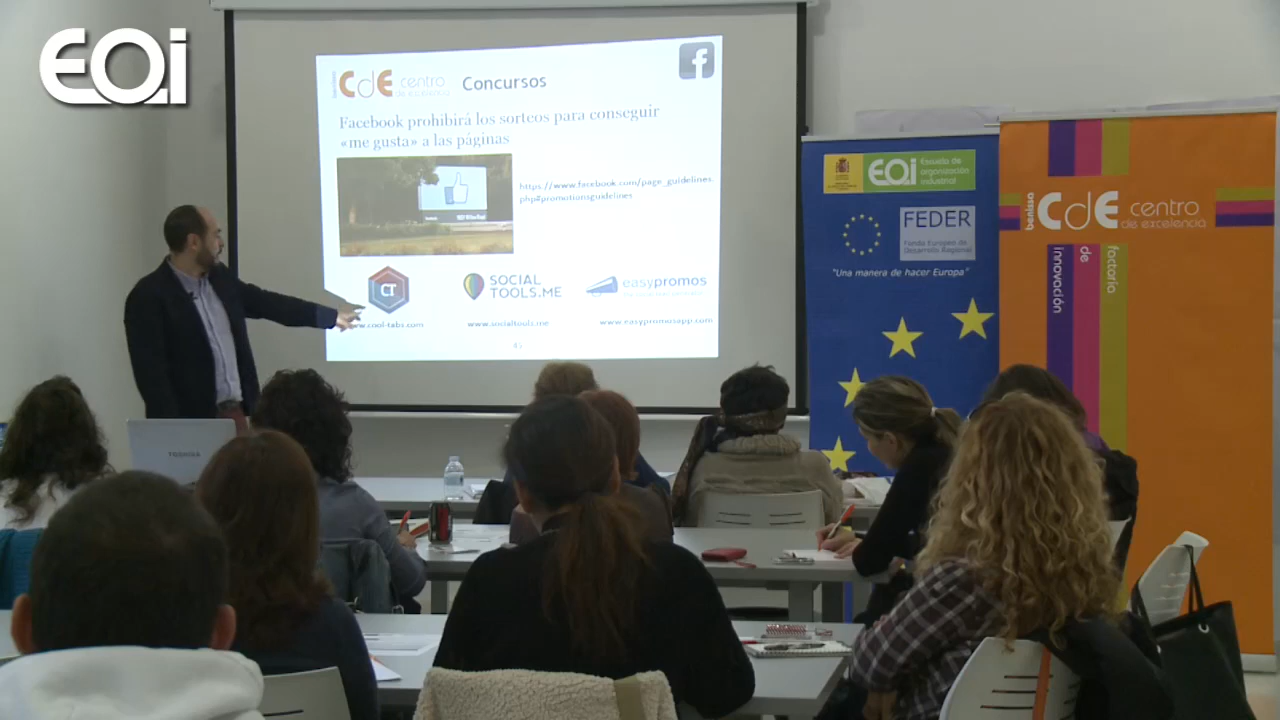 EOi
CdE centro
de excelencia
Concursos
f
Facebook prohibirá los sorteos para conseguir
«me gusta» a las páginas
https://www.facebook.com/page_guidelines.
php#promotionsguidelines
CT
SOCIAL
TOOLS.ME
easypromos
www.cool-tabs.com
www.socialtools.me
www.easypromosapp.com
TOSHIBA
EOi
Escuela de
organización
industrial
FEDER
Fondo Europeo de
Desarrollo Regional
"Una manera de hacer Europa"
benissa
CdE centro
de excelencia
innovación
de
factoría